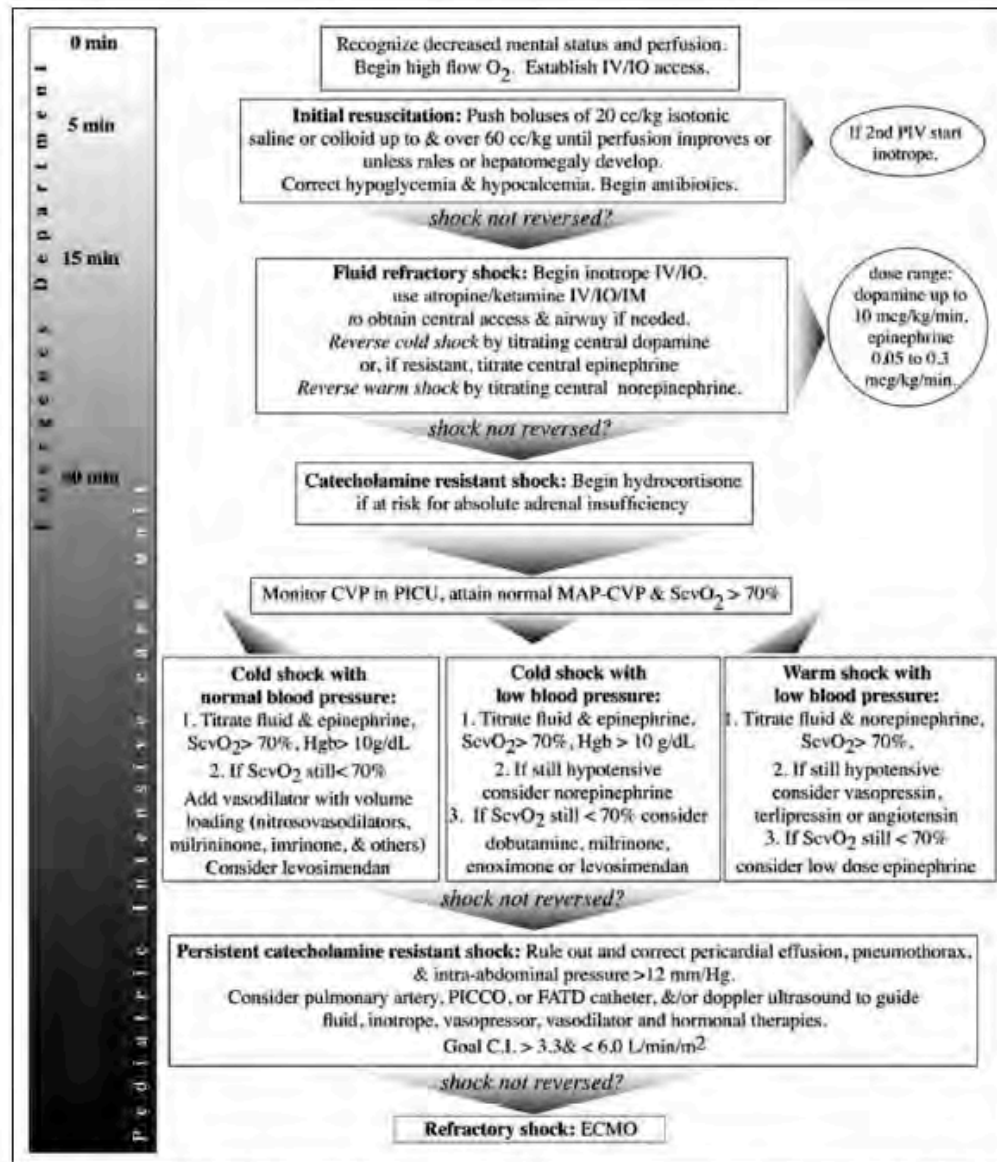 0 min
Recognize decreased mental status and perfusion.
Begin high flow O2. Establish IV/IO access.
5 min
Initial resuscitation: Push boluses of 20 cc/kg isotonic
saline or colloid up to & over 60 cc/kg until perfusion improves or
unless rales or hepatomegaly develop.
Correct hypoglycemia & hypocalcemia. Begin antibiotics.
If 2nd PIV start
inotrope.
shock not reversed?
15 min
Fluid refractory shock: Begin inotrope IV/IO.
use atropine/ketamine IV/IO/IM
to obtain central access & airway if needed.
Reverse cold shock by titrating central dopamine
or, if resistant, titrate central epinephrine
Reverse warm shock by titrating central norepinephrine.
dose range:
dopamine up to
10 mcg/kg/min,
epinephrine
0.05 to 0.3
mcg/kg/min.
shock not reversed?
60 min
Catecholamine resistant shock: Begin hydrocortisone
if at risk for absolute adrenal insufficiency
Monitor CVP in PICU, attain normal MAP-CVP & ScvO2 > 70%
Cold shock with
normal blood pressure:
1. Titrate fluid & epinephrine,
ScvO2> 70%, Hgb> 10g/dL
2. If ScvO2 still< 70%
Add vasodilator with volume
loading (nitrosovasodilators,
milrininone, imrinone, & others)
Consider levosimendan
Cold shock with
low blood pressure:
1. Titrate fluid & epinephrine,
ScvO2> 70%, Hgb > 10 g/dL
2. If still hypotensive
consider norepinephrine
3. If ScvO2 still < 70% consider
dobutamine, milrinone,
enoximone or levosimendan
Warm shock with
low blood pressure:
1. Titrate fluid & norepinephrine,
ScvO2> 70%,
2. If still hypotensive
consider vasopressin,
terlipressin or angiotensin
3. If ScvO2 still < 70%
consider low dose epinephrine
shock not reversed?
Persistent catecholamine resistant shock: Rule out and correct pericardial effusion, pneumothorax,
& intra-abdominal pressure >12 mm/Hg.
Consider pulmonary artery, PICCO, or FATD catheter, &/or doppler ultrasound to guide
fluid, inotrope, vasopressor, vasodilator and hormonal therapies.
Goal C.I. > 3.3& < 6.0 L/min/m2
shock not reversed?
Refractory shock: ECMO
Emergency Department
Pediatric Intensive care unit